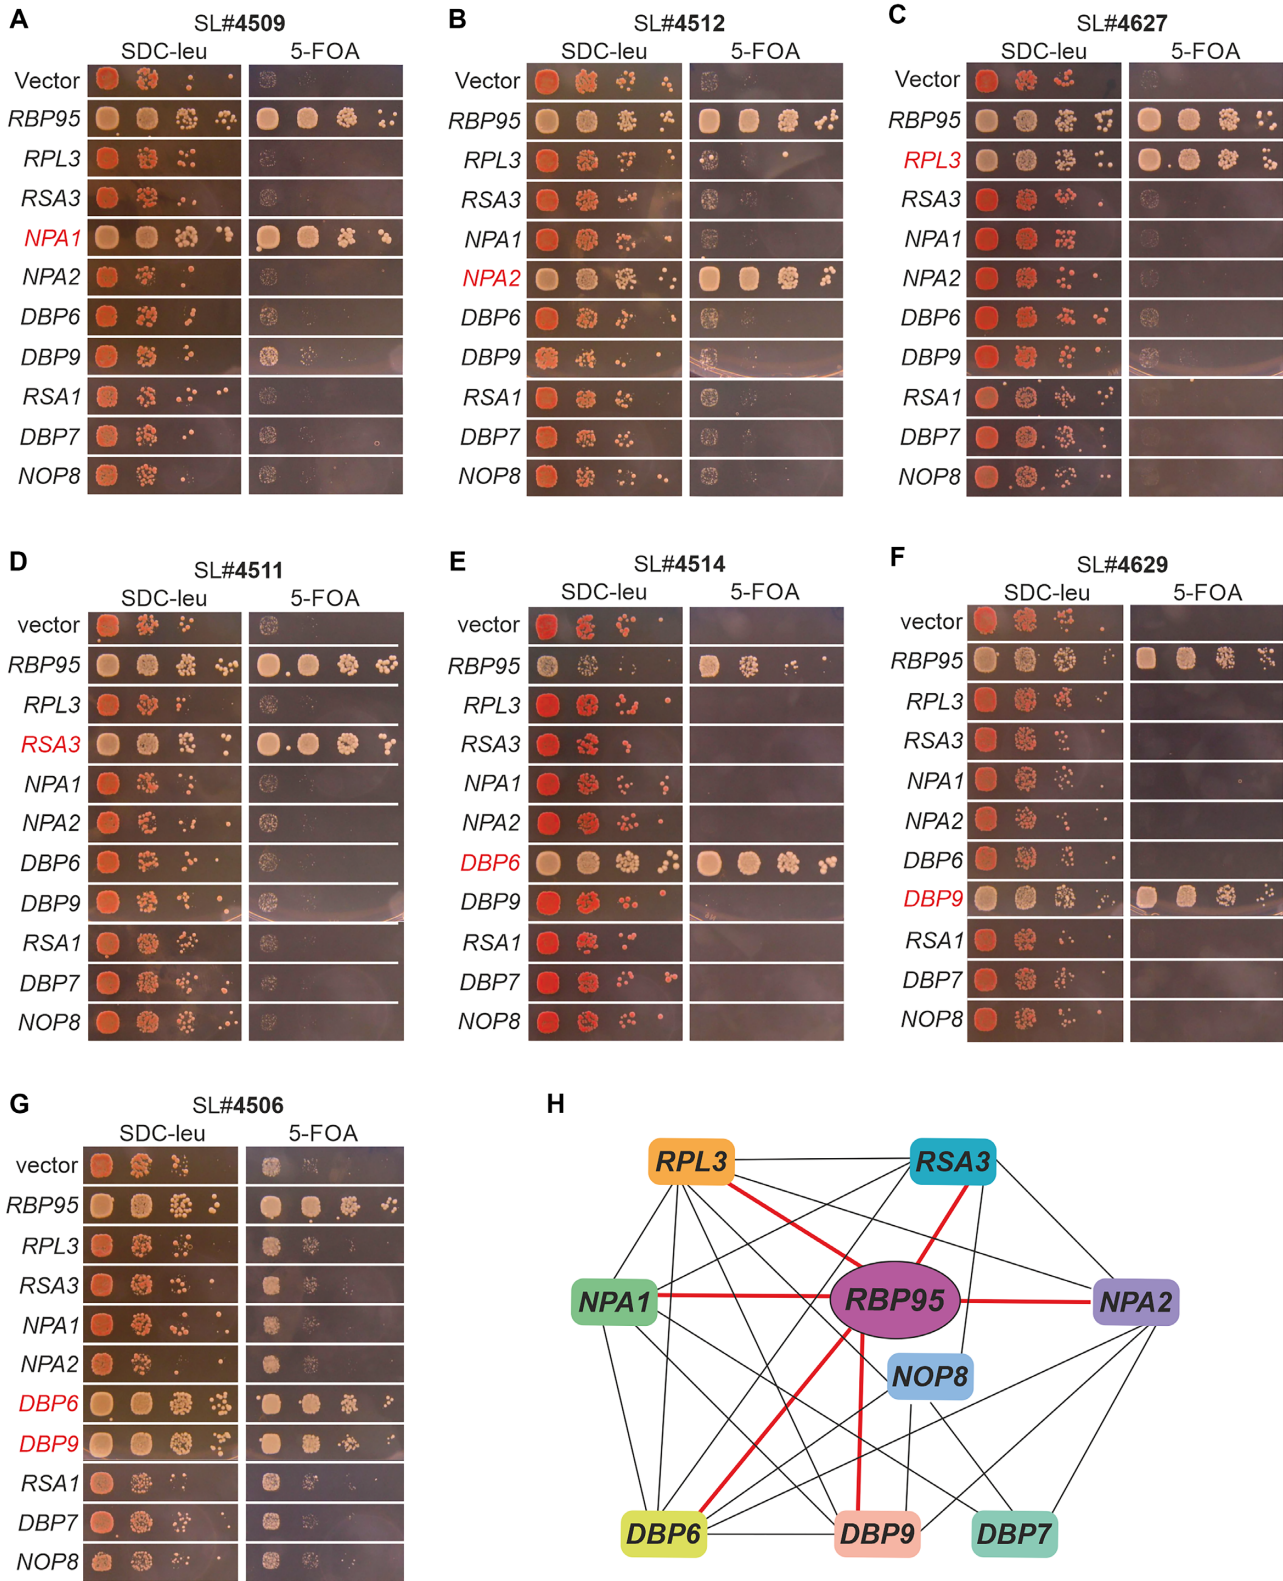 A
SL#4509
SDC-leu 5-FOA
Vector
RBP95
RPL3
RSA3
NPA1
NPA2
DBP6
DBP9
RSA1
DBP7
NOP8
B
SL#4512
SDC-leu 5-FOA
Vector
RBP95
RPL3
RSA3
NPA1
NPA2
DBP6
DBP9
RSA1
DBP7
NOP8
C
SL#4627
SDC-leu 5-FOA
Vector
RBP95
RPL3
RSA3
NPA1
NPA2
DBP6
DBP9
RSA1
DBP7
NOP8
D
SL#4511
SDC-leu 5-FOA
vector
RBP95
RPL3
RSA3
NPA1
NPA2
DBP6
DBP9
RSA1
DBP7
NOP8
E
SL#4514
SDC-leu 5-FOA
vector
RBP95
RPL3
RSA3
NPA1
NPA2
DBP6
DBP9
RSA1
DBP7
NOP8
F
SL#4629
SDC-leu 5-FOA
vector
RBP95
RPL3
RSA3
NPA1
NPA2
DBP6
DBP9
RSA1
DBP7
NOP8
G
SL#4506
SDC-leu 5-FOA
vector
RBP95
RPL3
RSA3
NPA1
NPA2
DBP6
DBP9
RSA1
DBP7
NOP8
H
RPL3 RSA3
NPA1 RBP95 NPA2
NOP8
DBP6 DBP9 DBP7